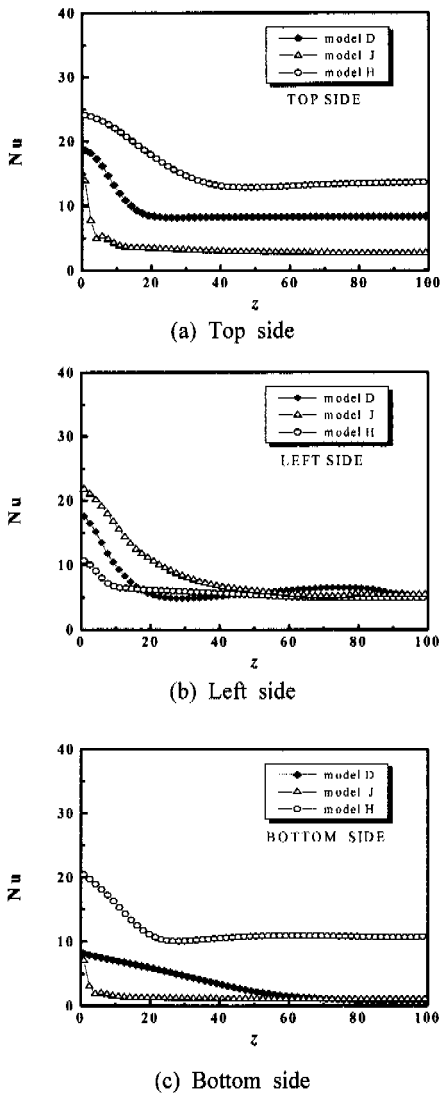 40
30
20
10
0
Nu
model D
model J
model H
TOP SIDE
0 20 40 60 80 100
z
(a) Top side
40
30
20
10
0
Nu
model D
model J
model H
LEFT SIDE
0 20 40 60 80 100
z
(b) Left side
40
30
20
10
0
Nu
model D
model J
model H
BOTTOM SIDE
0 20 40 60 80 100
z
(c) Bottom side